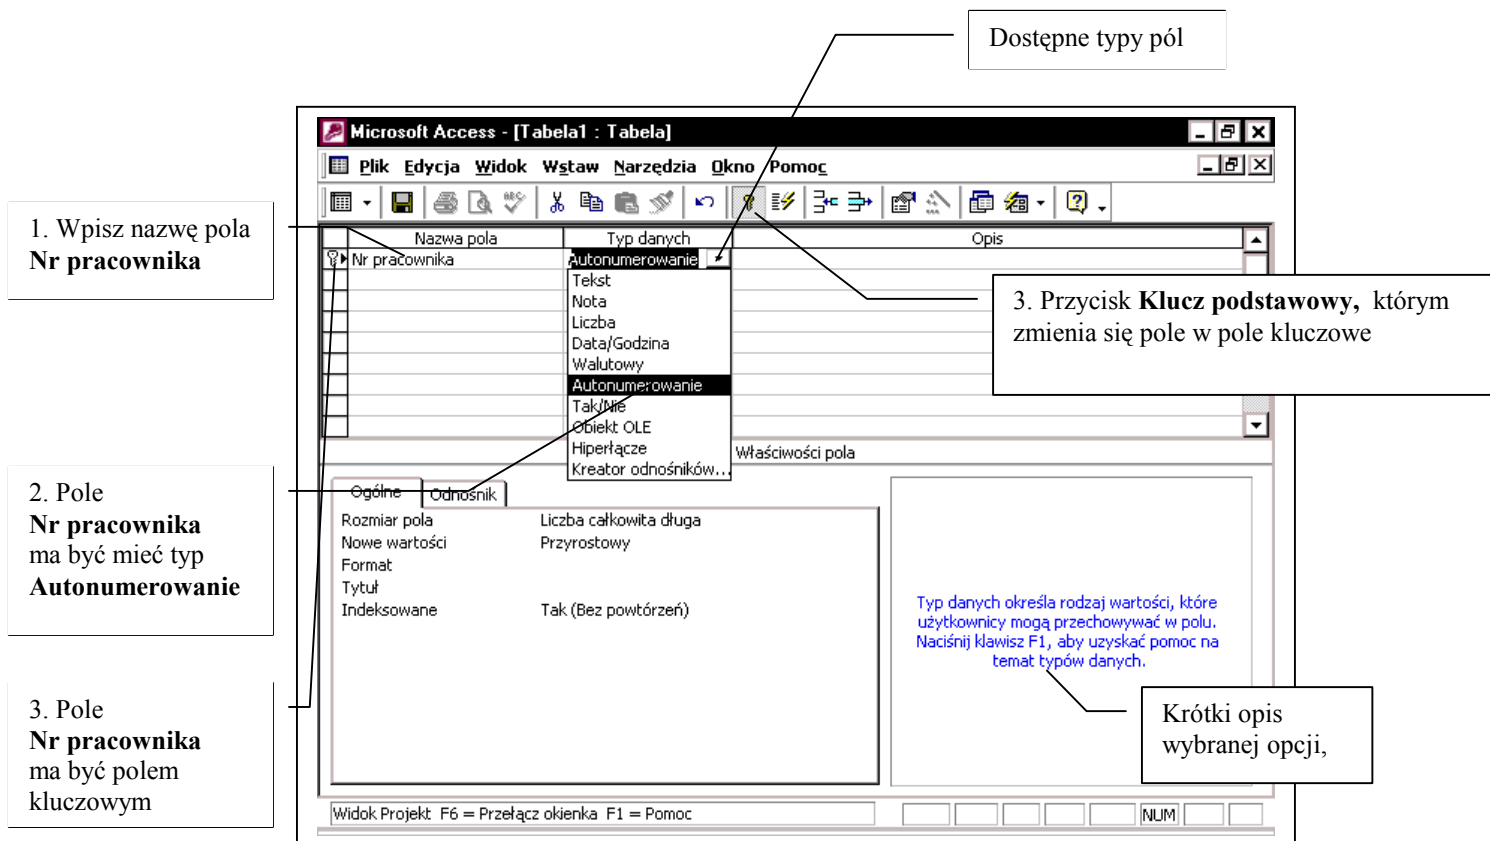 Dostępne typy pól
Microsoft Access - [Tabela1 : Tabela]
Plik Edycja Widok Wstaw Narzędzia Okno Pomoc
1. Wpisz nazwę pola
Nr pracownika
Nazwa pola Typ danych Opis
Nr pracownika Autonumerowanie
Tekst
Nota
Liczba
Data/Godzina
Walutowy
Autonumerowanie
Tak/Nie
Obiekt OLE
Hiperłącze
Kreator odnośników...
3. Przycisk Klucz podstawowy, którym
zmienia się pole w pole kluczowe
Właściwości pola
2. Pole
Nr pracownika
ma być mieć typ
Autonumerowanie
Ogólne Odnośnik
Rozmiar pola Liczba całkowita długa
Nowe wartości Przyrostowy
Format
Tytuł
Indeksowane Tak (Bez powtórzeń)
Typ danych określa rodzaj wartości, które
użytkownicy mogą przechowywać w polu.
Naciśnij klawisz F1, aby uzyskać pomoc na
temat typów danych.
3. Pole
Nr pracownika
ma być polem
kluczowym
Krótki opis
wybranej opcji,
Widok Projekt F6 = Przełącz okienka F1 = Pomoc NUM